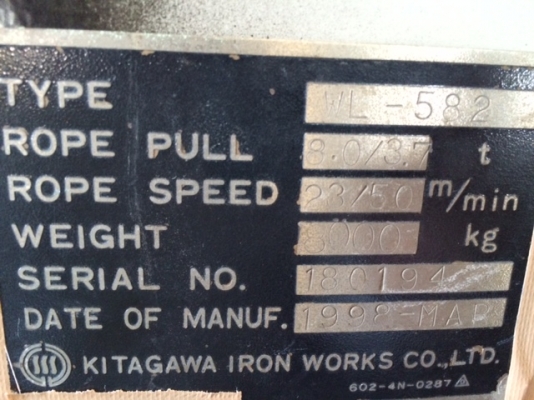 TYPE WL-582
ROPE PULL 8.0/3.7 t
ROPE SPEED 23/50 m/min
WEIGHT kg
SERIAL NO. 180194
DATE OF MANUF. 1998-MAR
KITAGAWA IRON WORKS CO.,LTD.
602-4N-0287